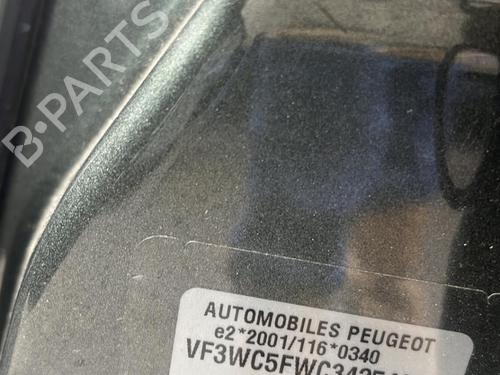 B-PARTS
AUTOMOBILES PEUGEOT
e2*2001/116*0340